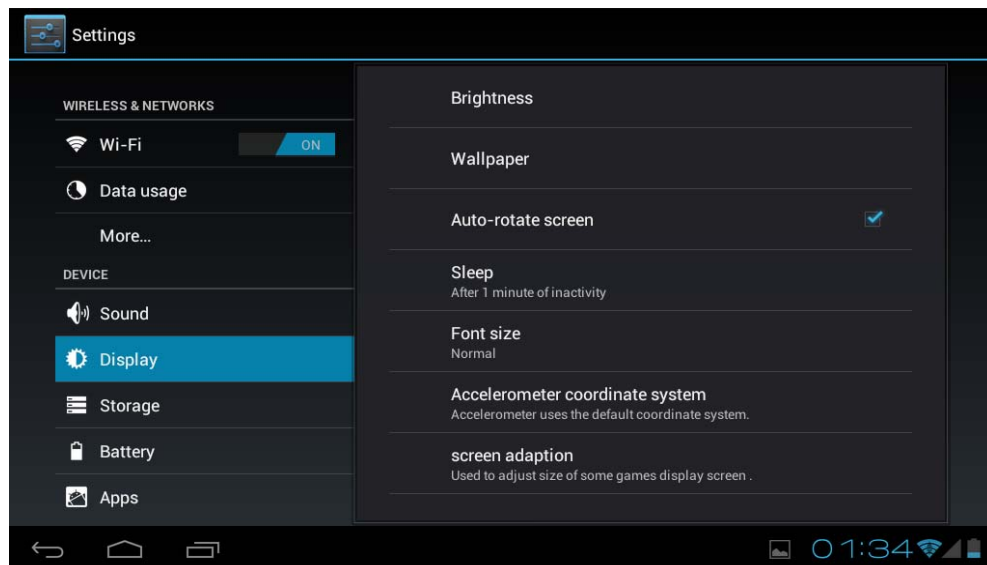 Settings
WIRELESS & NETWORKS
Wi-Fi
ON
Data usage
More...
DEVICE
Sound
Display
Storage
Battery
Apps
Brightness
Wallpaper
Auto-rotate screen
Sleep
After 1 minute of inactivity
Font size
Normal
Accelerometer coordinate system
Accelerometer uses the default coordinate system.
screen adaption
Used to adjust size of some games display screen .
01:34